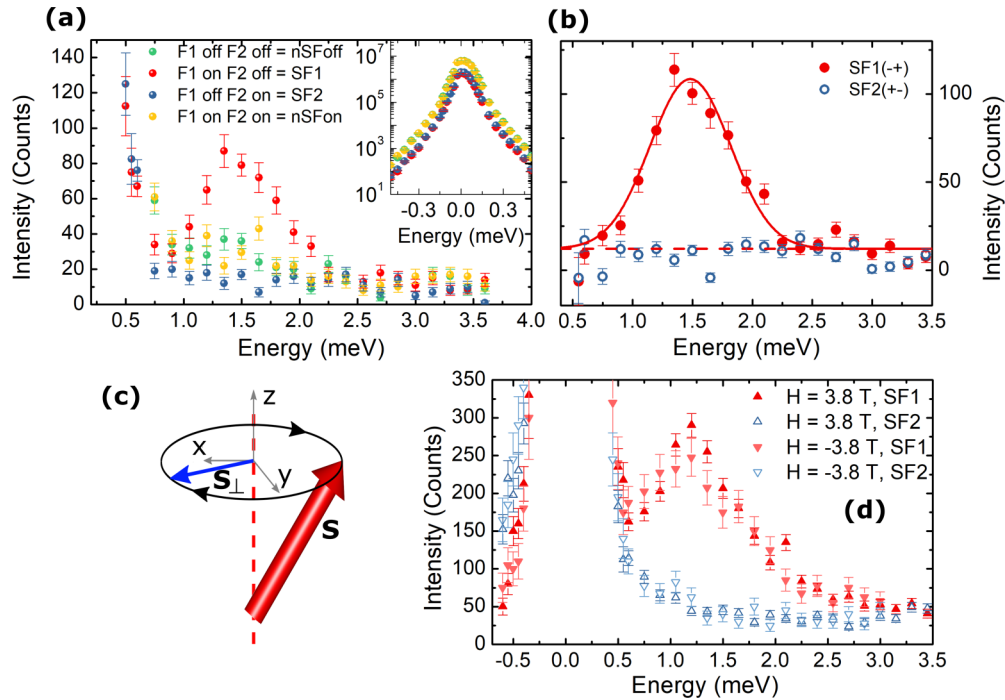 (a)
F1 off F2 off = nSFoff
F1 on F2 off = SF1
F1 off F2 on = SF2
F1 on F2 on = nSFon
Intensity (Counts)
140
120
100
80
60
40
20
0
0.5 1.0 1.5 2.0 2.5 3.0 3.5 4.0
Energy (meV)
10^7
10^5
10^3
10^1
-0.3 0.0 0.3
Energy (meV)
(b)
SF1(-+)
SF2(+-)
100
50
0
Intensity (Counts)
0.5 1.0 1.5 2.0 2.5 3.0 3.5
Energy (meV)
(c)
z
x
y
S⊥
S
350
300
250
200
150
100
50
0
Intensity (Counts)
H = 3.8 T, SF1
H = 3.8 T, SF2
H = -3.8 T, SF1
H = -3.8 T, SF2
(d)
-0.5 0.0 0.5 1.0 1.5 2.0 2.5 3.0 3.5
Energy (meV)